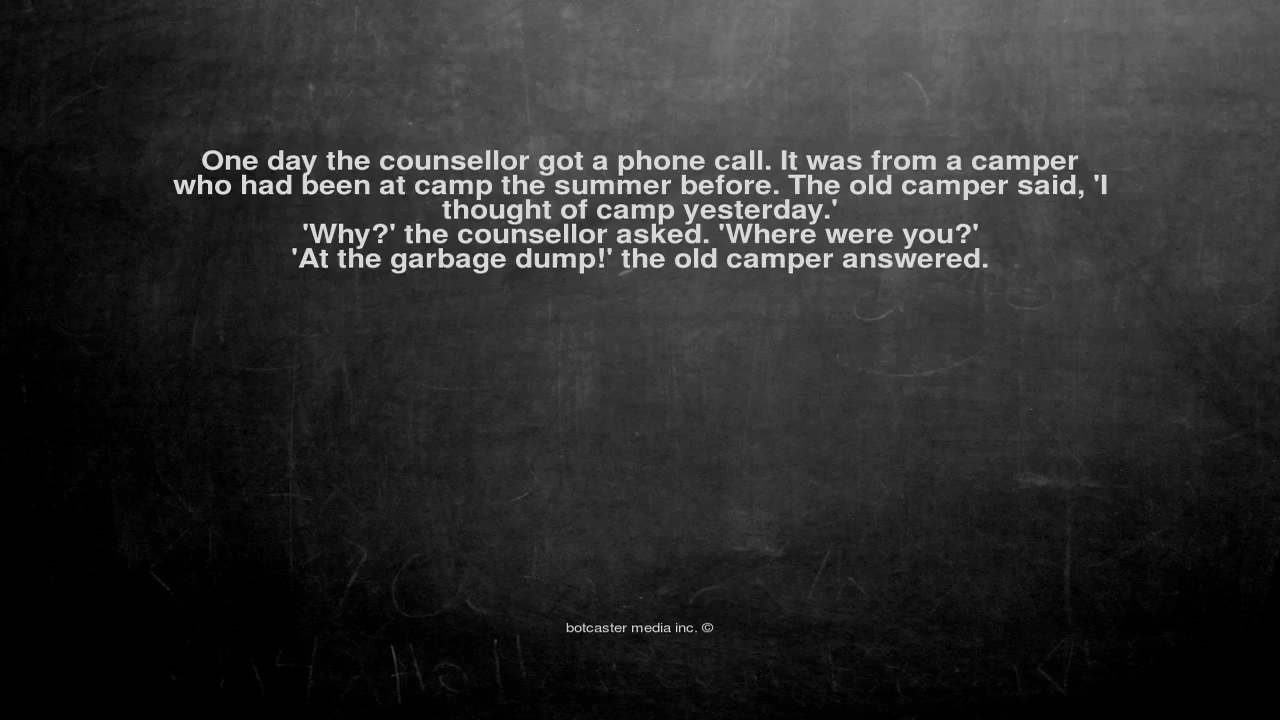 One day the counsellor got a phone call. It was from a camper
who had been at camp the summer before. The old camper said, 'I
thought of camp yesterday.'
'Why?' the counsellor asked. 'Where were you?'
'At the garbage dump!' the old camper answered.
botcaster media inc. ©